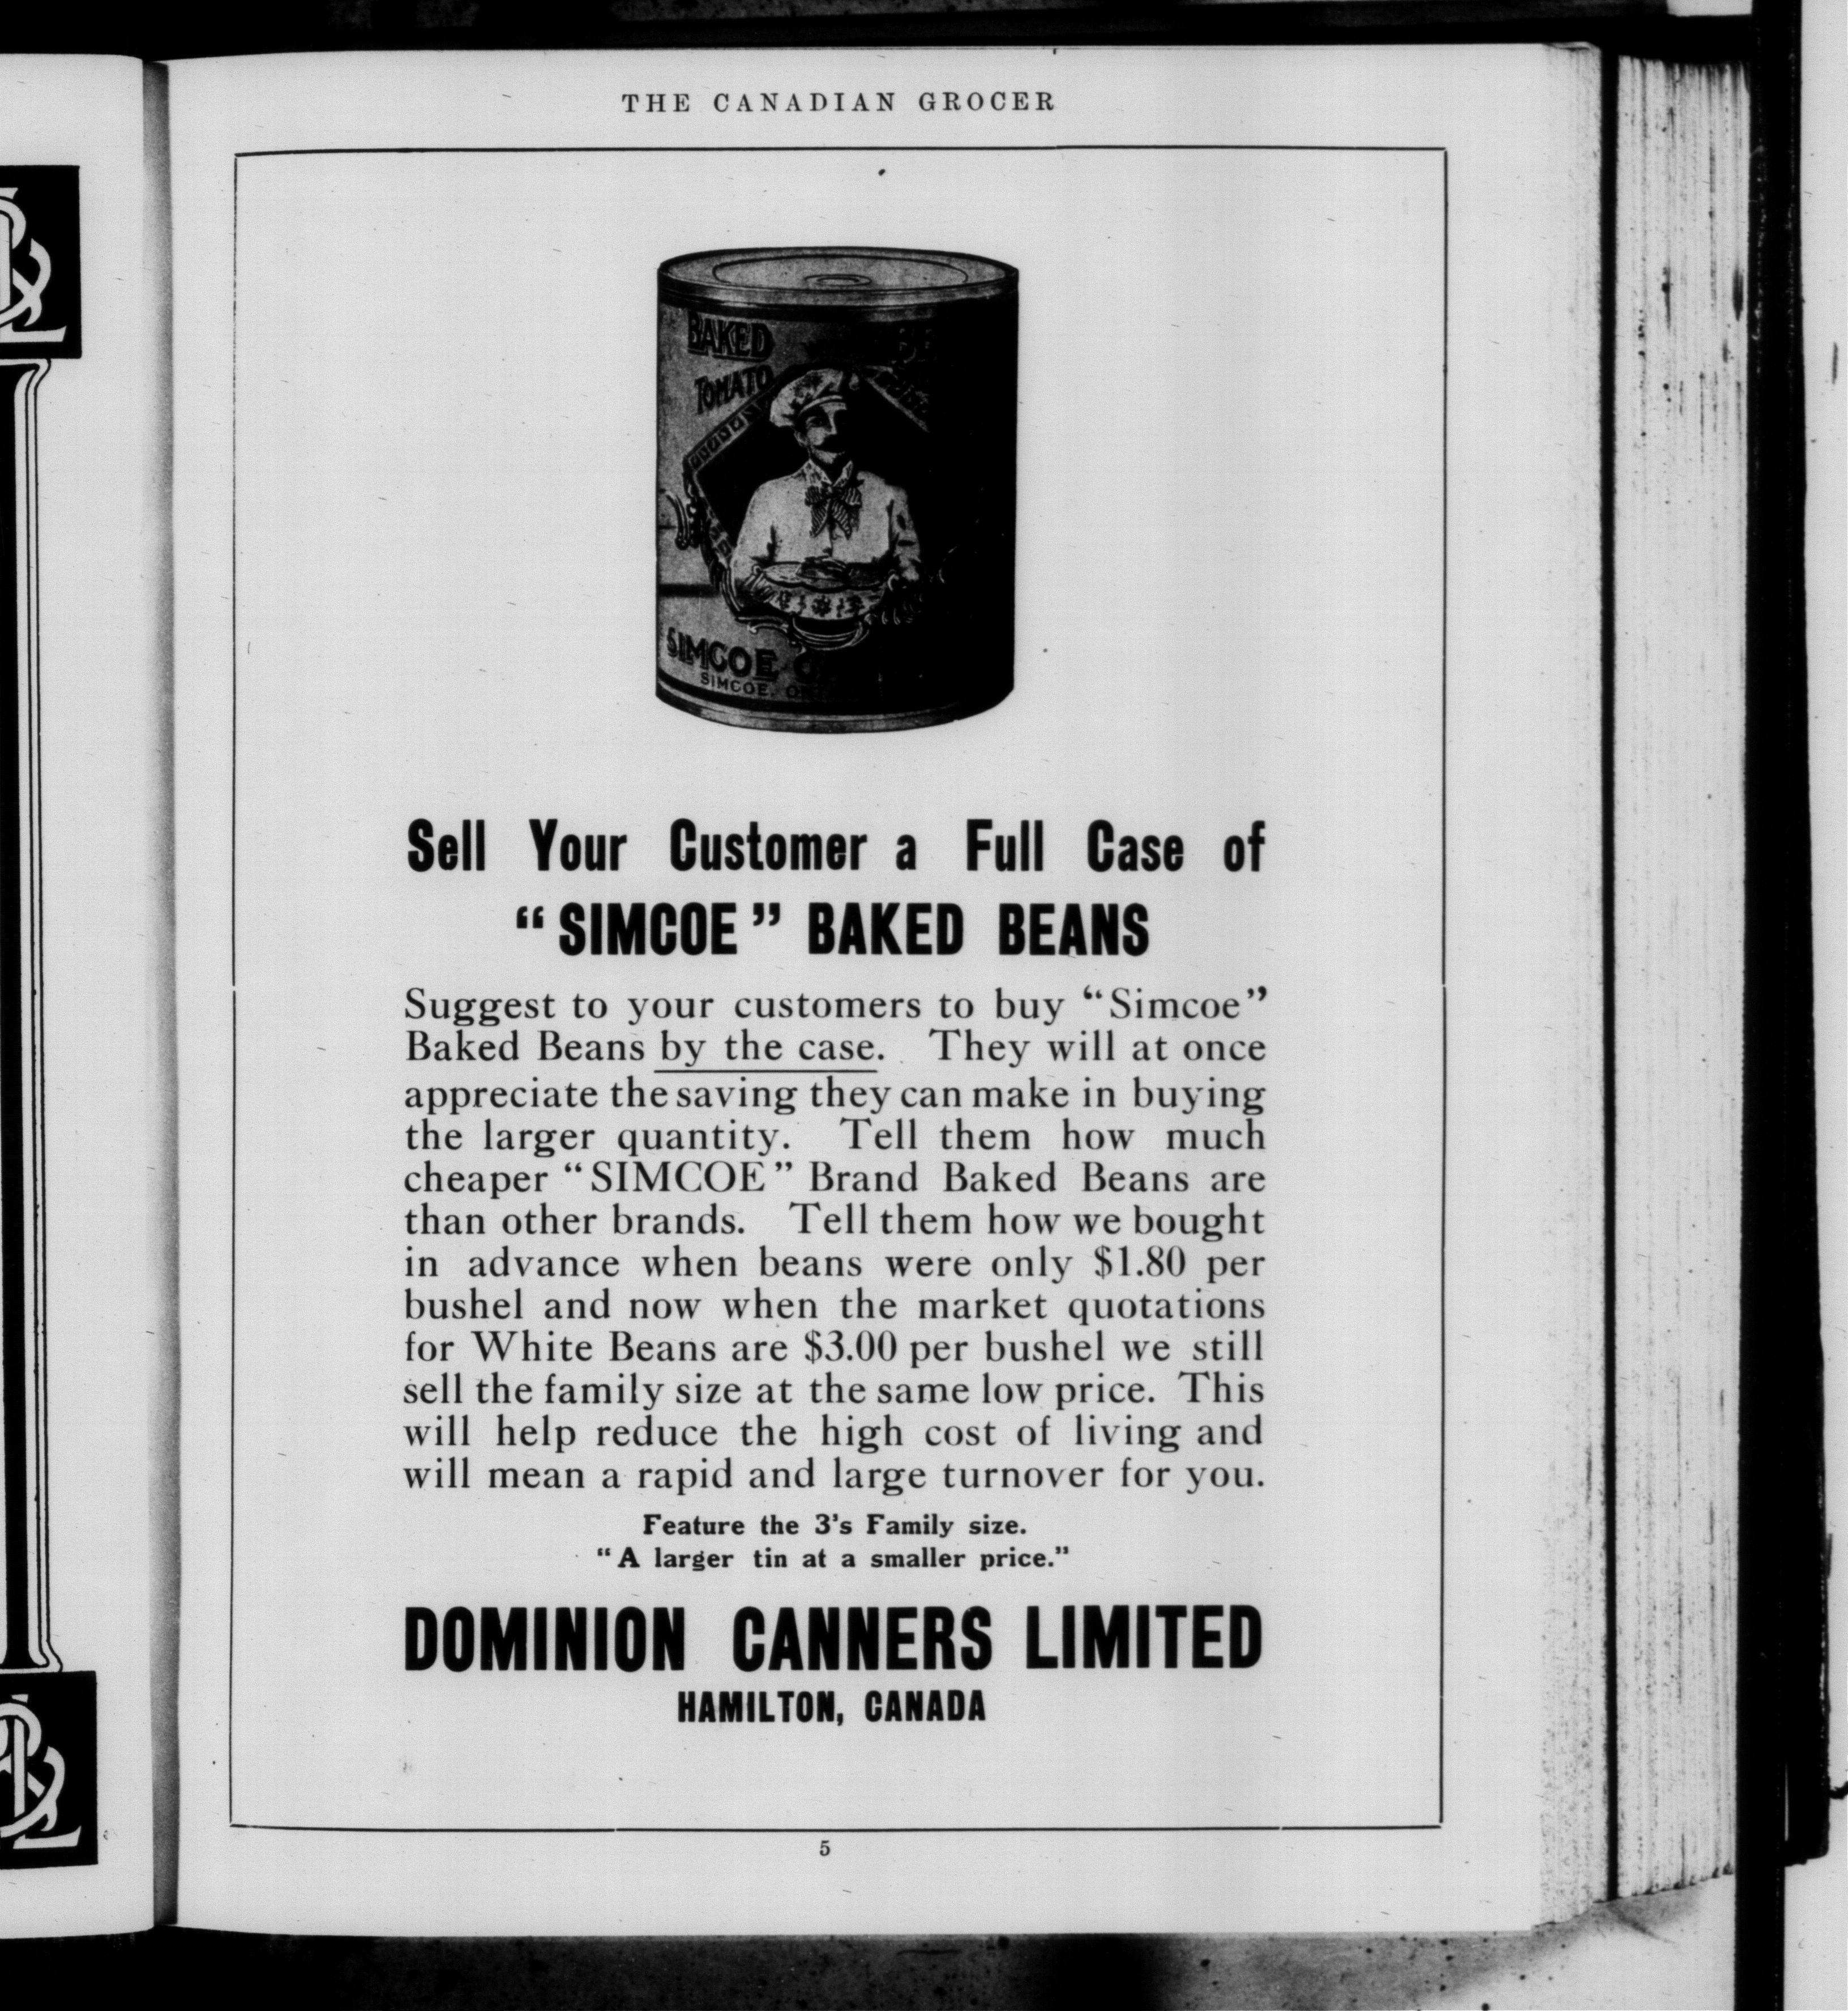 THE CANADIAN GROCER
BAKED
TOMATO
SIMCOE
SIMCOE.
Sell Your Customer a Full Case of
“SIMCOE” BAKED BEANS
Suggest to your customers to buy “Simcoe”
Baked Beans by the case. They will at once
appreciate the saving they can make in buying
the larger quantity. Tell them how much
cheaper “SIMCOE” Brand Baked Beans are
than other brands. Tell them how we bought
in advance when beans were only $1.80 per
bushel and now when the market quotations
for White Beans are $3.00 per bushel we still
sell the family size at the same low price. This
will help reduce the high cost of living and
will mean a rapid and large turnover for you.
Feature the 3's Family size.
“A larger tin at a smaller price.”
DOMINION CANNERS LIMITED
HAMILTON, CANADA
5